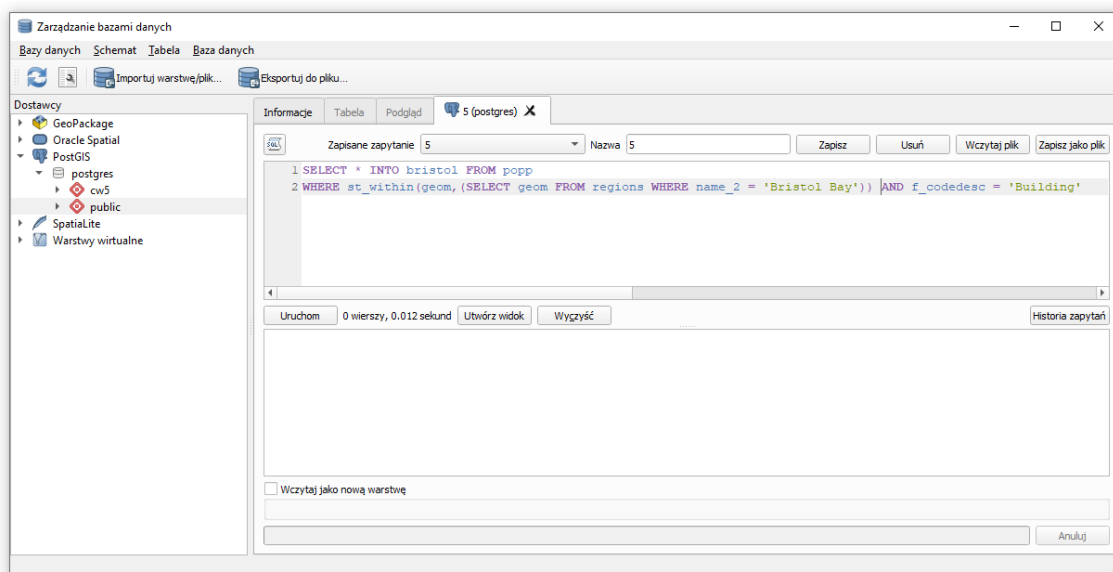 Zarządzanie bazami danych
Bazy danych Schemat Tabela Baza danych
Importuj warstwę/plik... Eksportuj do pliku...
Dostawcy
GeoPackage
Oracle Spatial
PostGIS
postgres
cw5
public
SpatiaLite
Warstwy wirtualne
Informacje Tabela Podgląd 5 (postgres)
SQL Zapisane zapytanie 5 Nazwa 5 Zapisz Usuń Wczytaj plik Zapisz jako plik
1 SELECT * INTO bristol FROM popp
2 WHERE st_within(geom,(SELECT geom FROM regions WHERE name_2 = 'Bristol Bay')) AND f_codedesc = 'Building'
Uruchom 0 wierszy, 0.012 sekund Utwórz widok Wyczyść Historia zapytań
Wczytaj jako nową warstwę
Anuluj